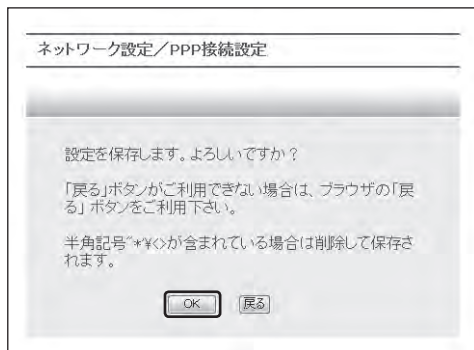 ネットワーク設定／PPP接続設定
設定を保存します。よろしいですか？
「戻る」ボタンがご利用できない場合は、ブラウザの「戻
る」ボタンをご利用下さい。
半角記号"*¥<>が含まれている場合は削除して保存さ
れます。
OK 戻る